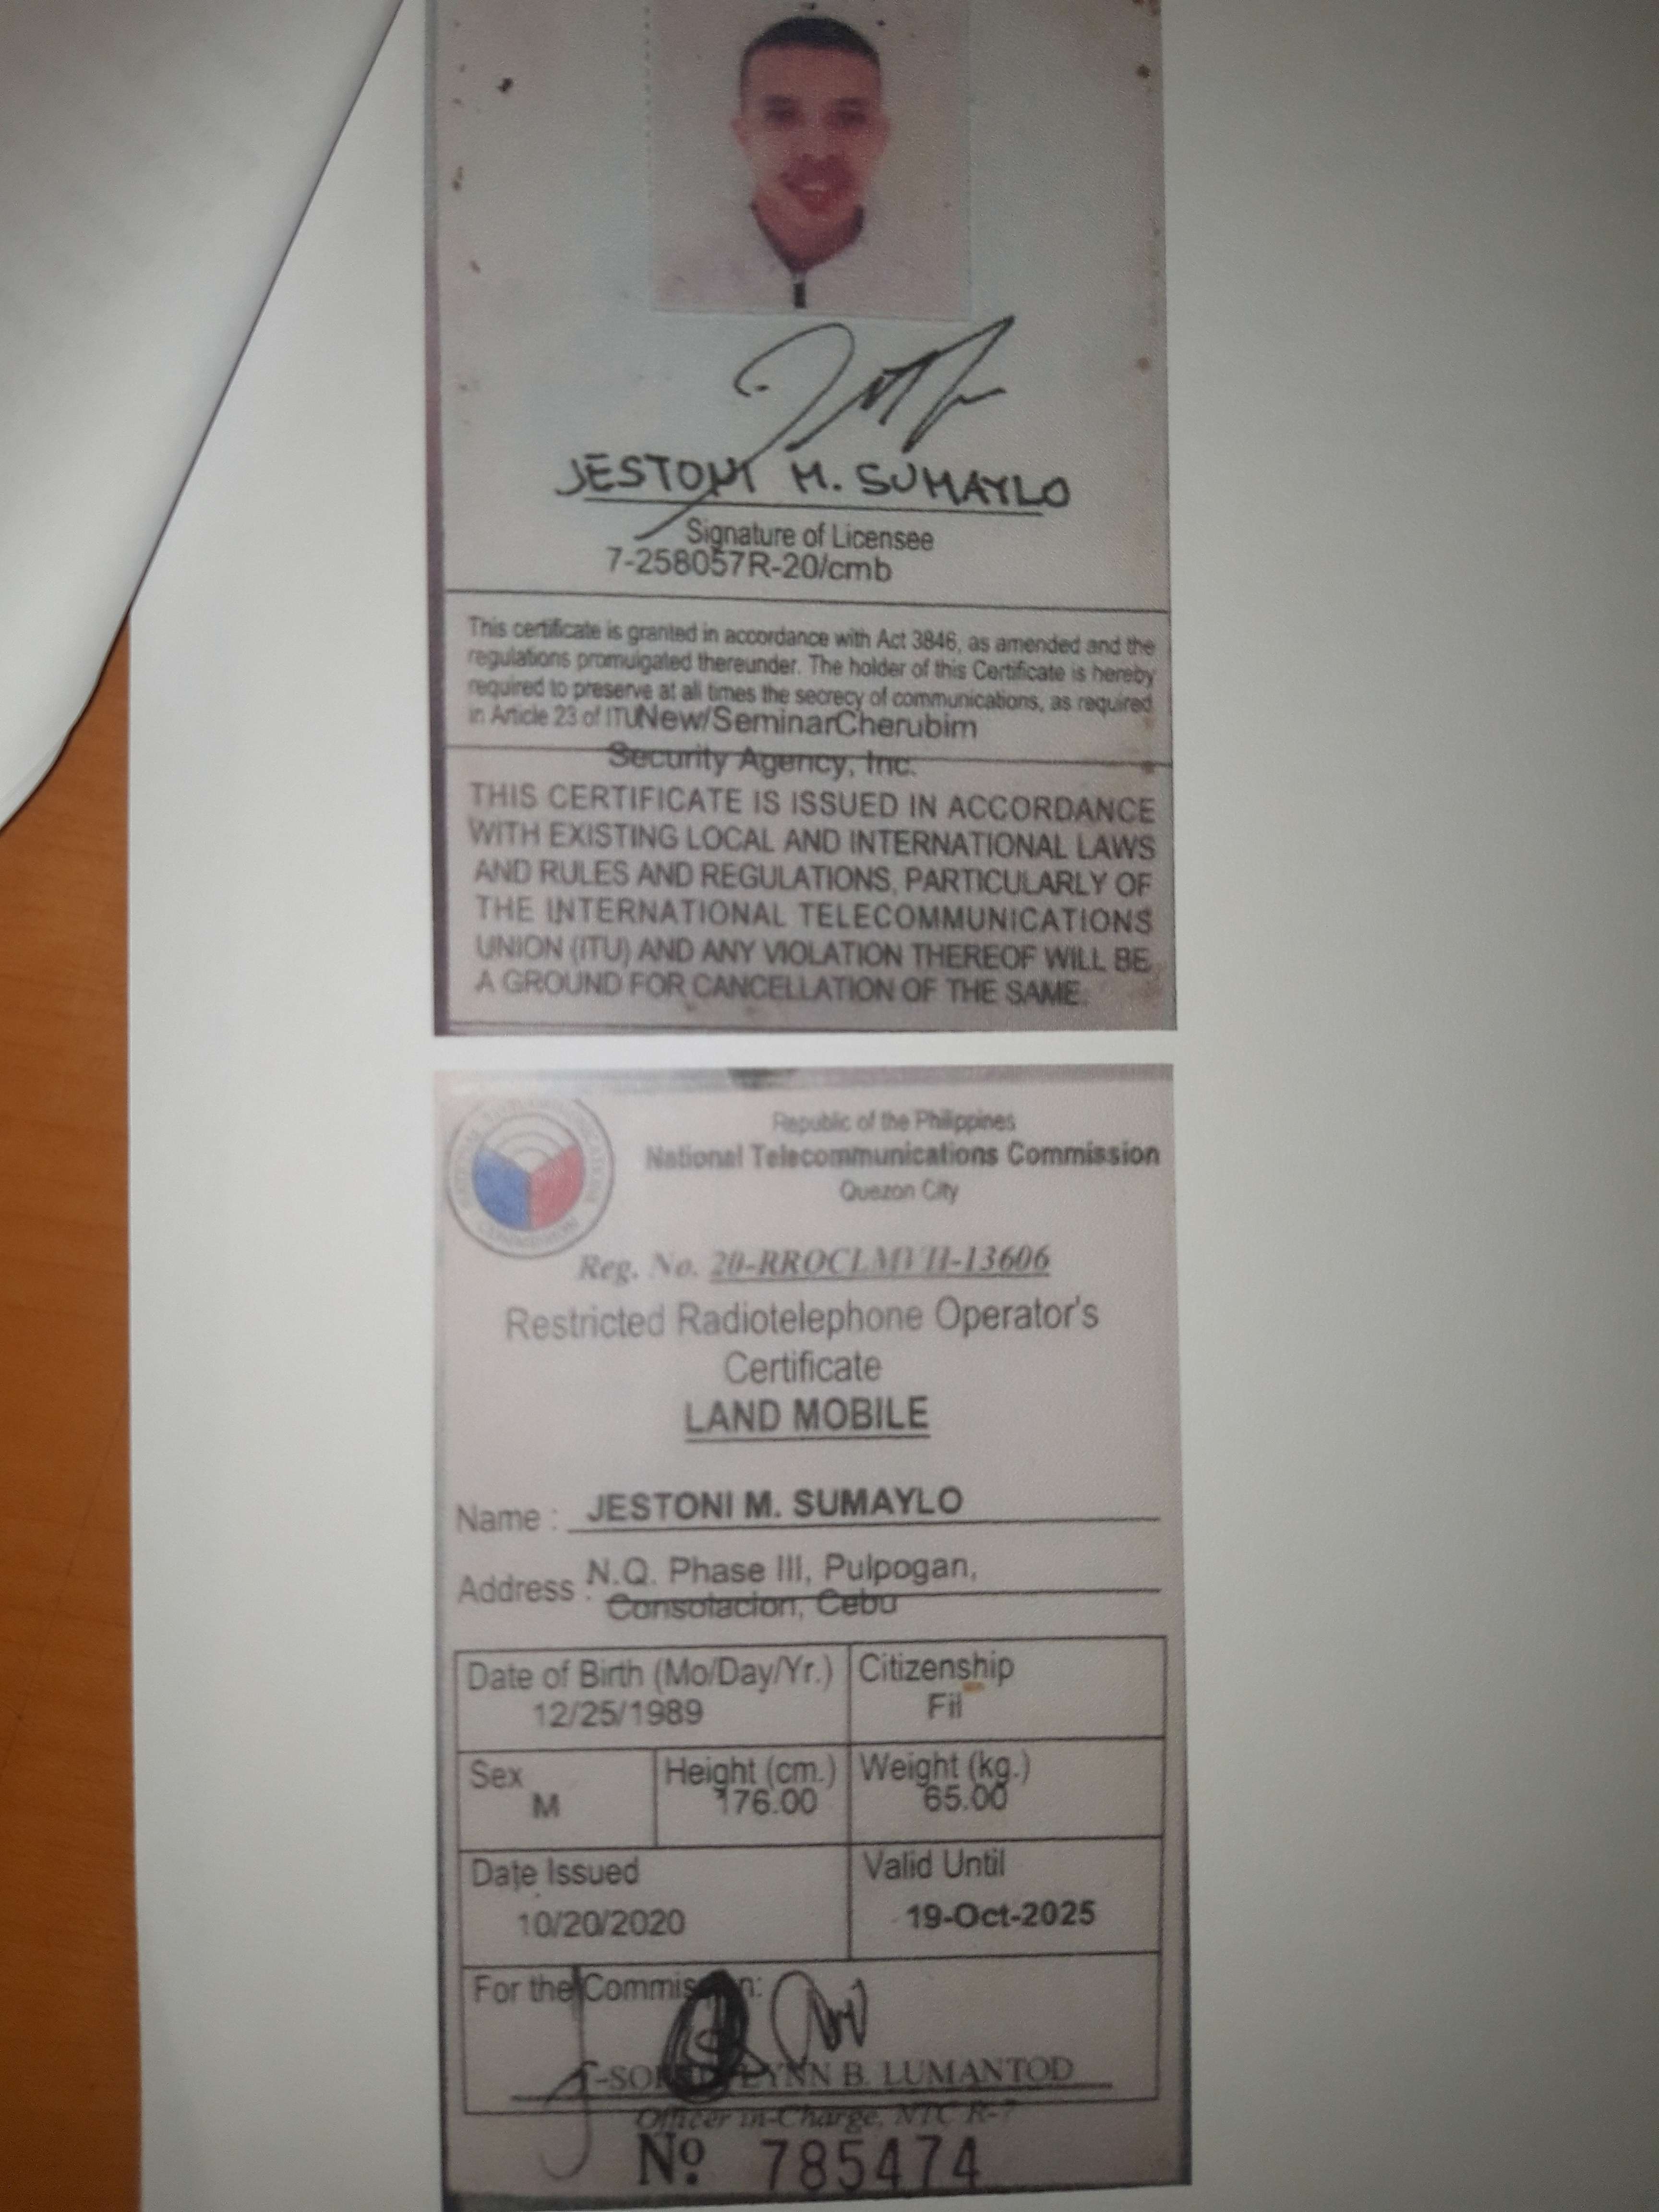 JESTONI M. SUMAYLO
Signature of Licensee
7-258057R-20/cmb
This certificate is granted in accordance with Act 3846, as amended and the
regulations promulgated thereunder. The holder of this Certificate is hereby
required to preserve at all times the secrecy of communications, as required
in Article 23 of ITUNew/SeminarCherubim
Security Agency, Inc.
THIS CERTIFICATE IS ISSUED IN ACCORDANCE
WITH EXISTING LOCAL AND INTERNATIONAL LAWS
AND RULES AND REGULATIONS, PARTICULARLY OF
THE INTERNATIONAL TELECOMMUNICATIONS
UNION (ITU) AND ANY VIOLATION THEREOF WILL BE
A GROUND FOR CANCELLATION OF THE SAME.
Republic of the Philippines
National Telecommunications Commission
Quezon City
Reg. No. 20-RROCLMVH-13606
Restricted Radiotelephone Operator's
Certificate
LAND MOBILE
Name : JESTONI M. SUMAYLO
Address : N.Q. Phase III, Pulpogan,
Consolacion, Cebu
Date of Birth (Mo/Day/Yr.) Citizenship
12/25/1989 Fil
Sex Height (cm.) Weight (kg.)
M 176.00 65.00
Date Issued Valid Until
10/20/2020 19-Oct-2025
For the Commission:
B. LUMANTOD
Officer in-Charge, NTC R-7
Nº 785474